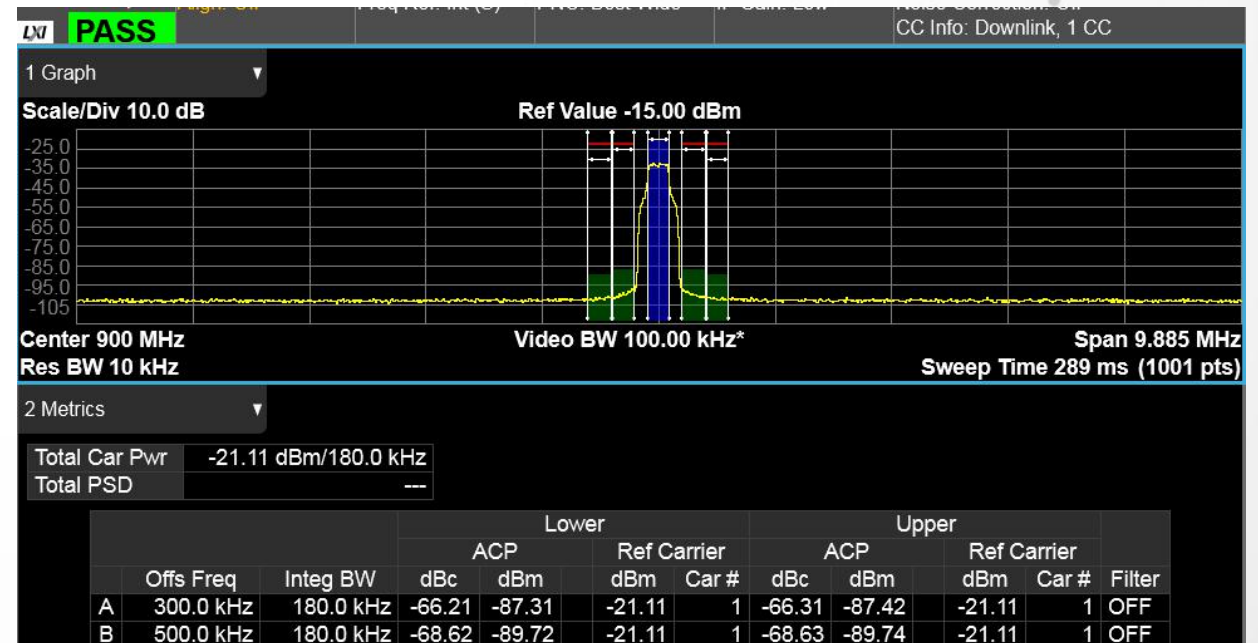 LXI PASS
CC Info: Downlink, 1 CC
1 Graph
Scale/Div 10.0 dB Ref Value -15.00 dBm
-25.0
-35.0
-45.0
-55.0
-65.0
-75.0
-85.0
-95.0
-105
Center 900 MHz Video BW 100.00 kHz* Span 9.885 MHz
Res BW 10 kHz Sweep Time 289 ms (1001 pts)
2 Metrics
Total Car Pwr -21.11 dBm/180.0 kHz
Total PSD ---
Lower Upper
ACP Ref Carrier ACP Ref Carrier
Offs Freq Integ BW dBc dBm dBm Car # dBc dBm dBm Car # Filter
A 300.0 kHz 180.0 kHz -66.21 -87.31 -21.11 1 -66.31 -87.42 -21.11 1 OFF
B 500.0 kHz 180.0 kHz -68.62 -89.72 -21.11 1 -68.63 -89.74 -21.11 1 OFF